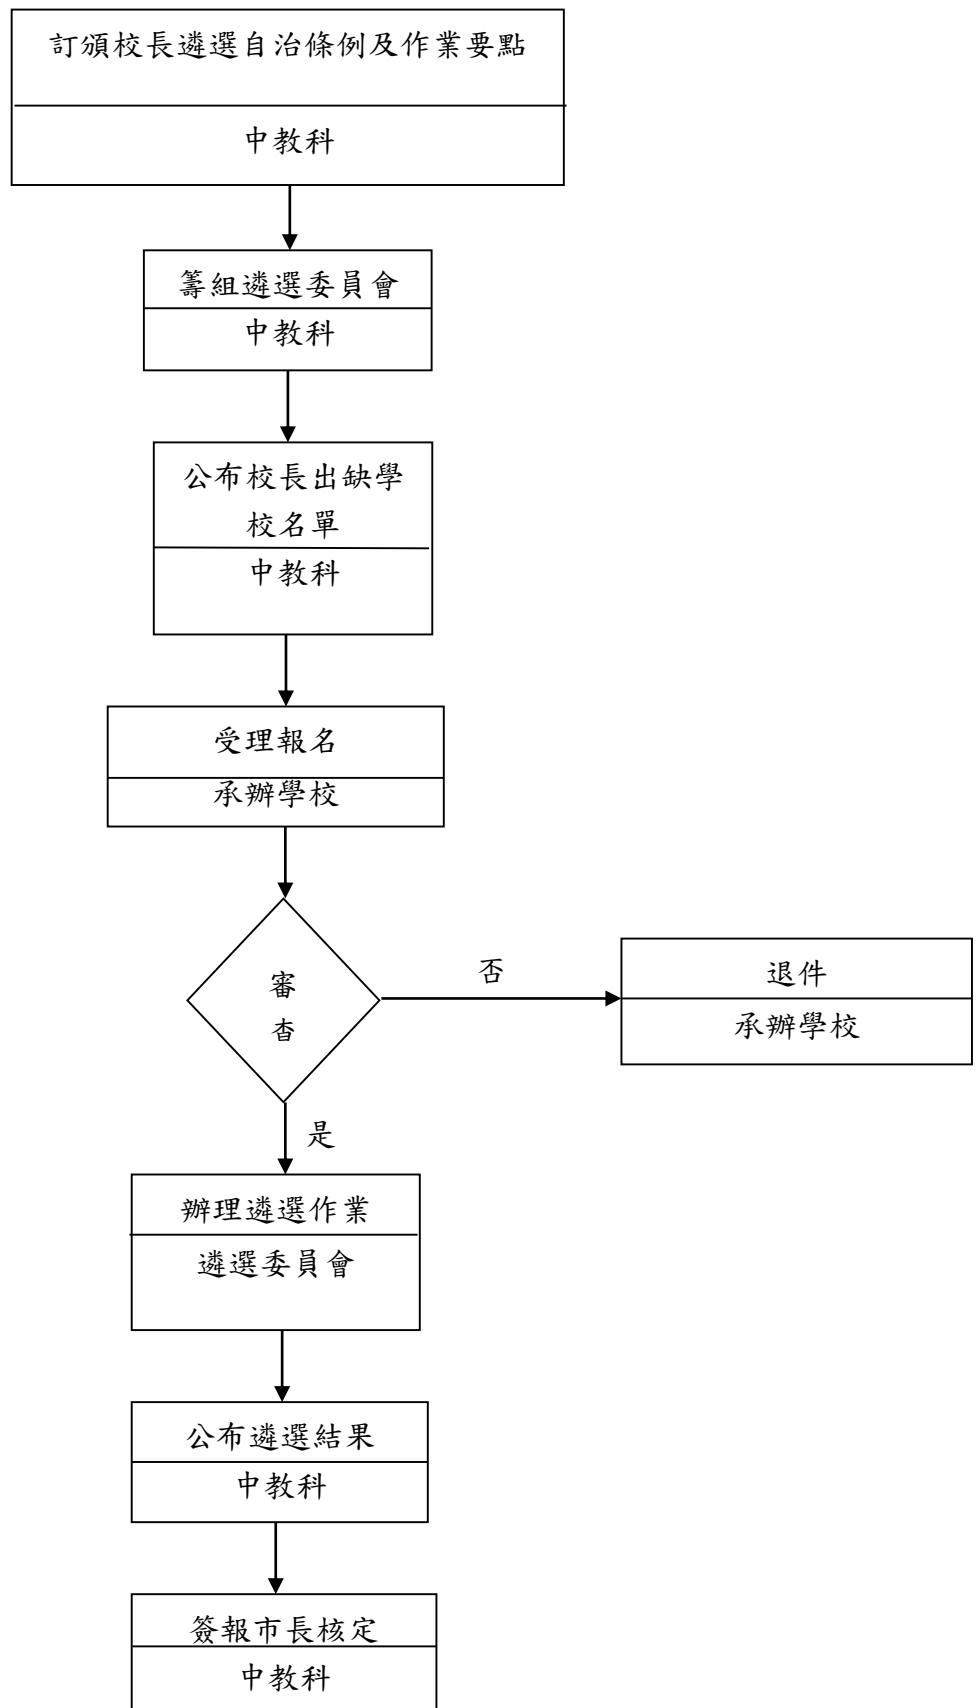 訂頒校長遴選自治條例及作業要點
中教科
籌組遴選委員會
中教科
公布校長出缺學
校名單
中教科
受理報名
承辦學校
審
查
否
退件
承辦學校
是
辦理遴選作業
遴選委員會
公布遴選結果
中教科
簽報市長核定
中教科